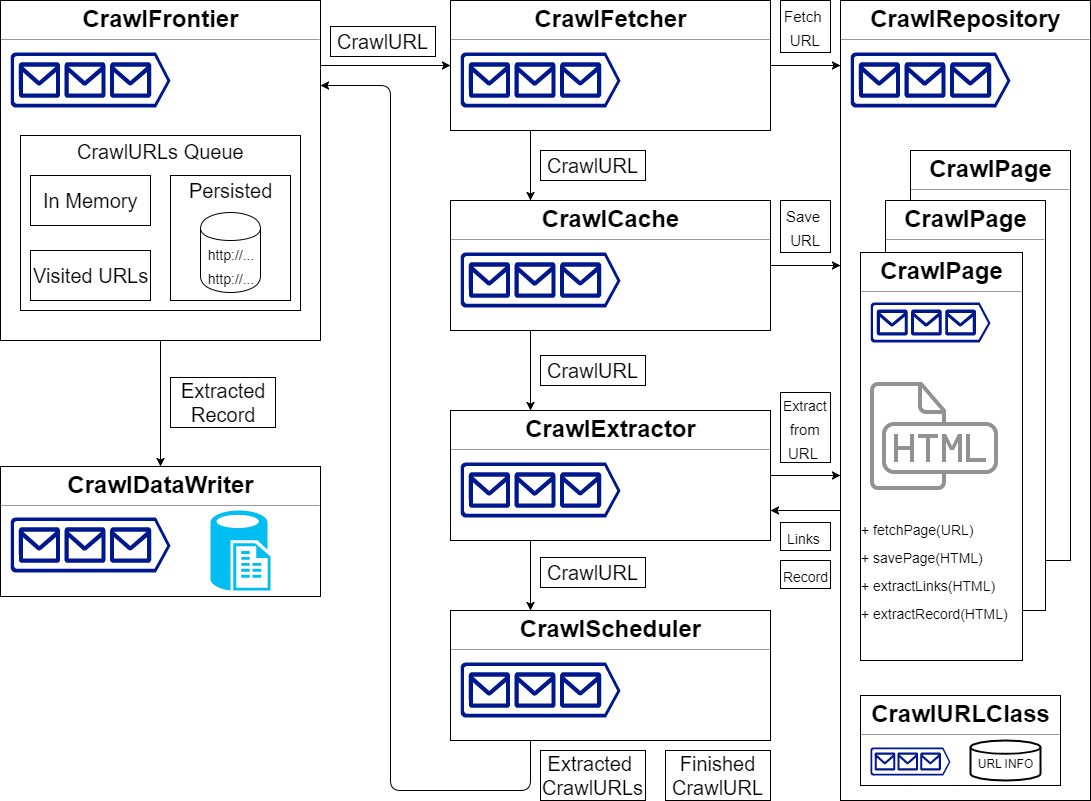 CrawlFrontier
CrawlURLs Queue
In Memory
Visited URLs
Persisted
http://...
http://...
Extracted
Record
CrawlDataWriter
CrawlURL
CrawlFetcher
CrawlURL
CrawlCache
CrawlURL
CrawlExtractor
CrawlURL
CrawlScheduler
Extracted
CrawlURLs
Finished
CrawlURL
Fetch
URL
Save
URL
Extract
from
URL
Links
Record
CrawlRepository
CrawlPage
CrawlPage
CrawlPage
HTML
+ fetchPage(URL)
+ savePage(HTML)
+ extractLinks(HTML)
+ extractRecord(HTML)
CrawlURLClass
URL INFO